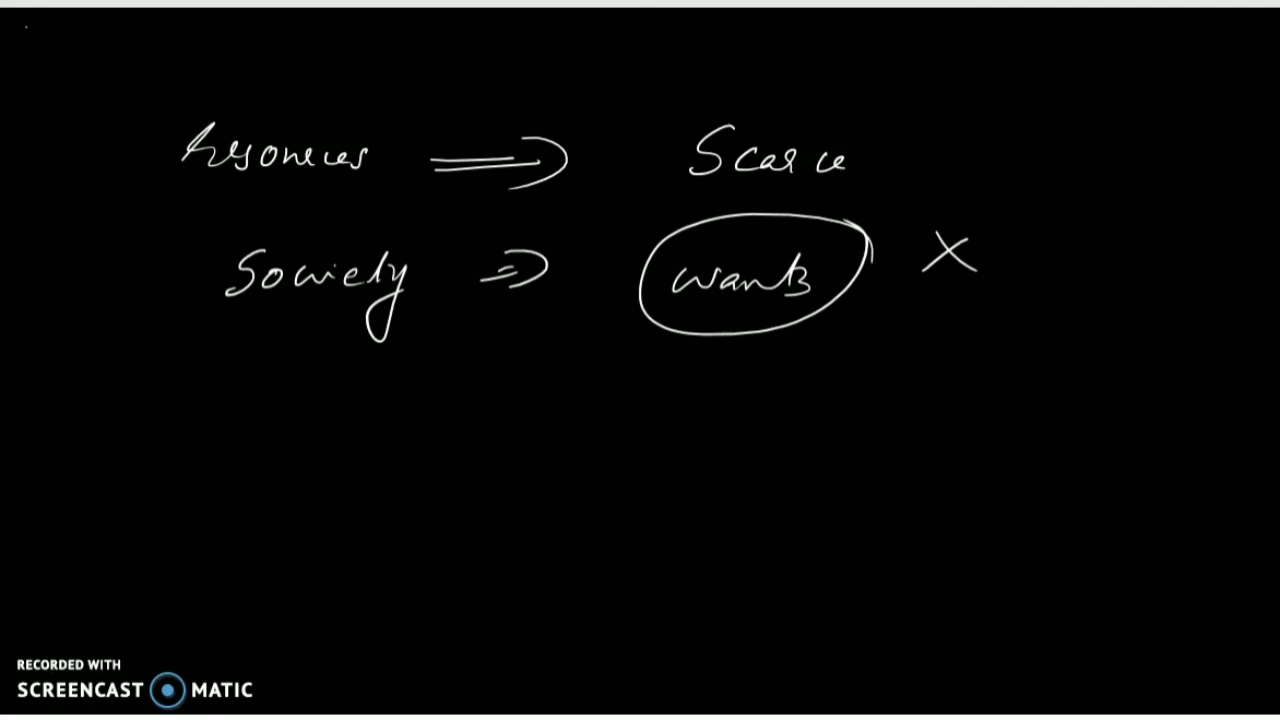 Resources ⇒ Scarce
Society ⇒ wants X
RECORDED WITH
SCREENCAST MATIC